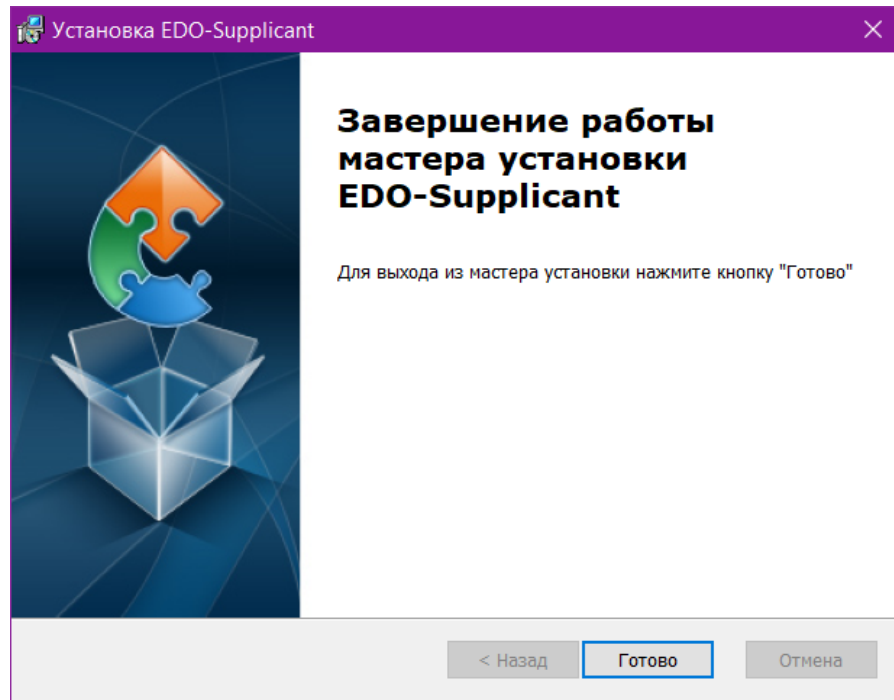 Установка EDO-Supplicant
Завершение работы
мастера установки
EDO-Supplicant
Для выхода из мастера установки нажмите кнопку "Готово"
< Назад
Готово
Отмена